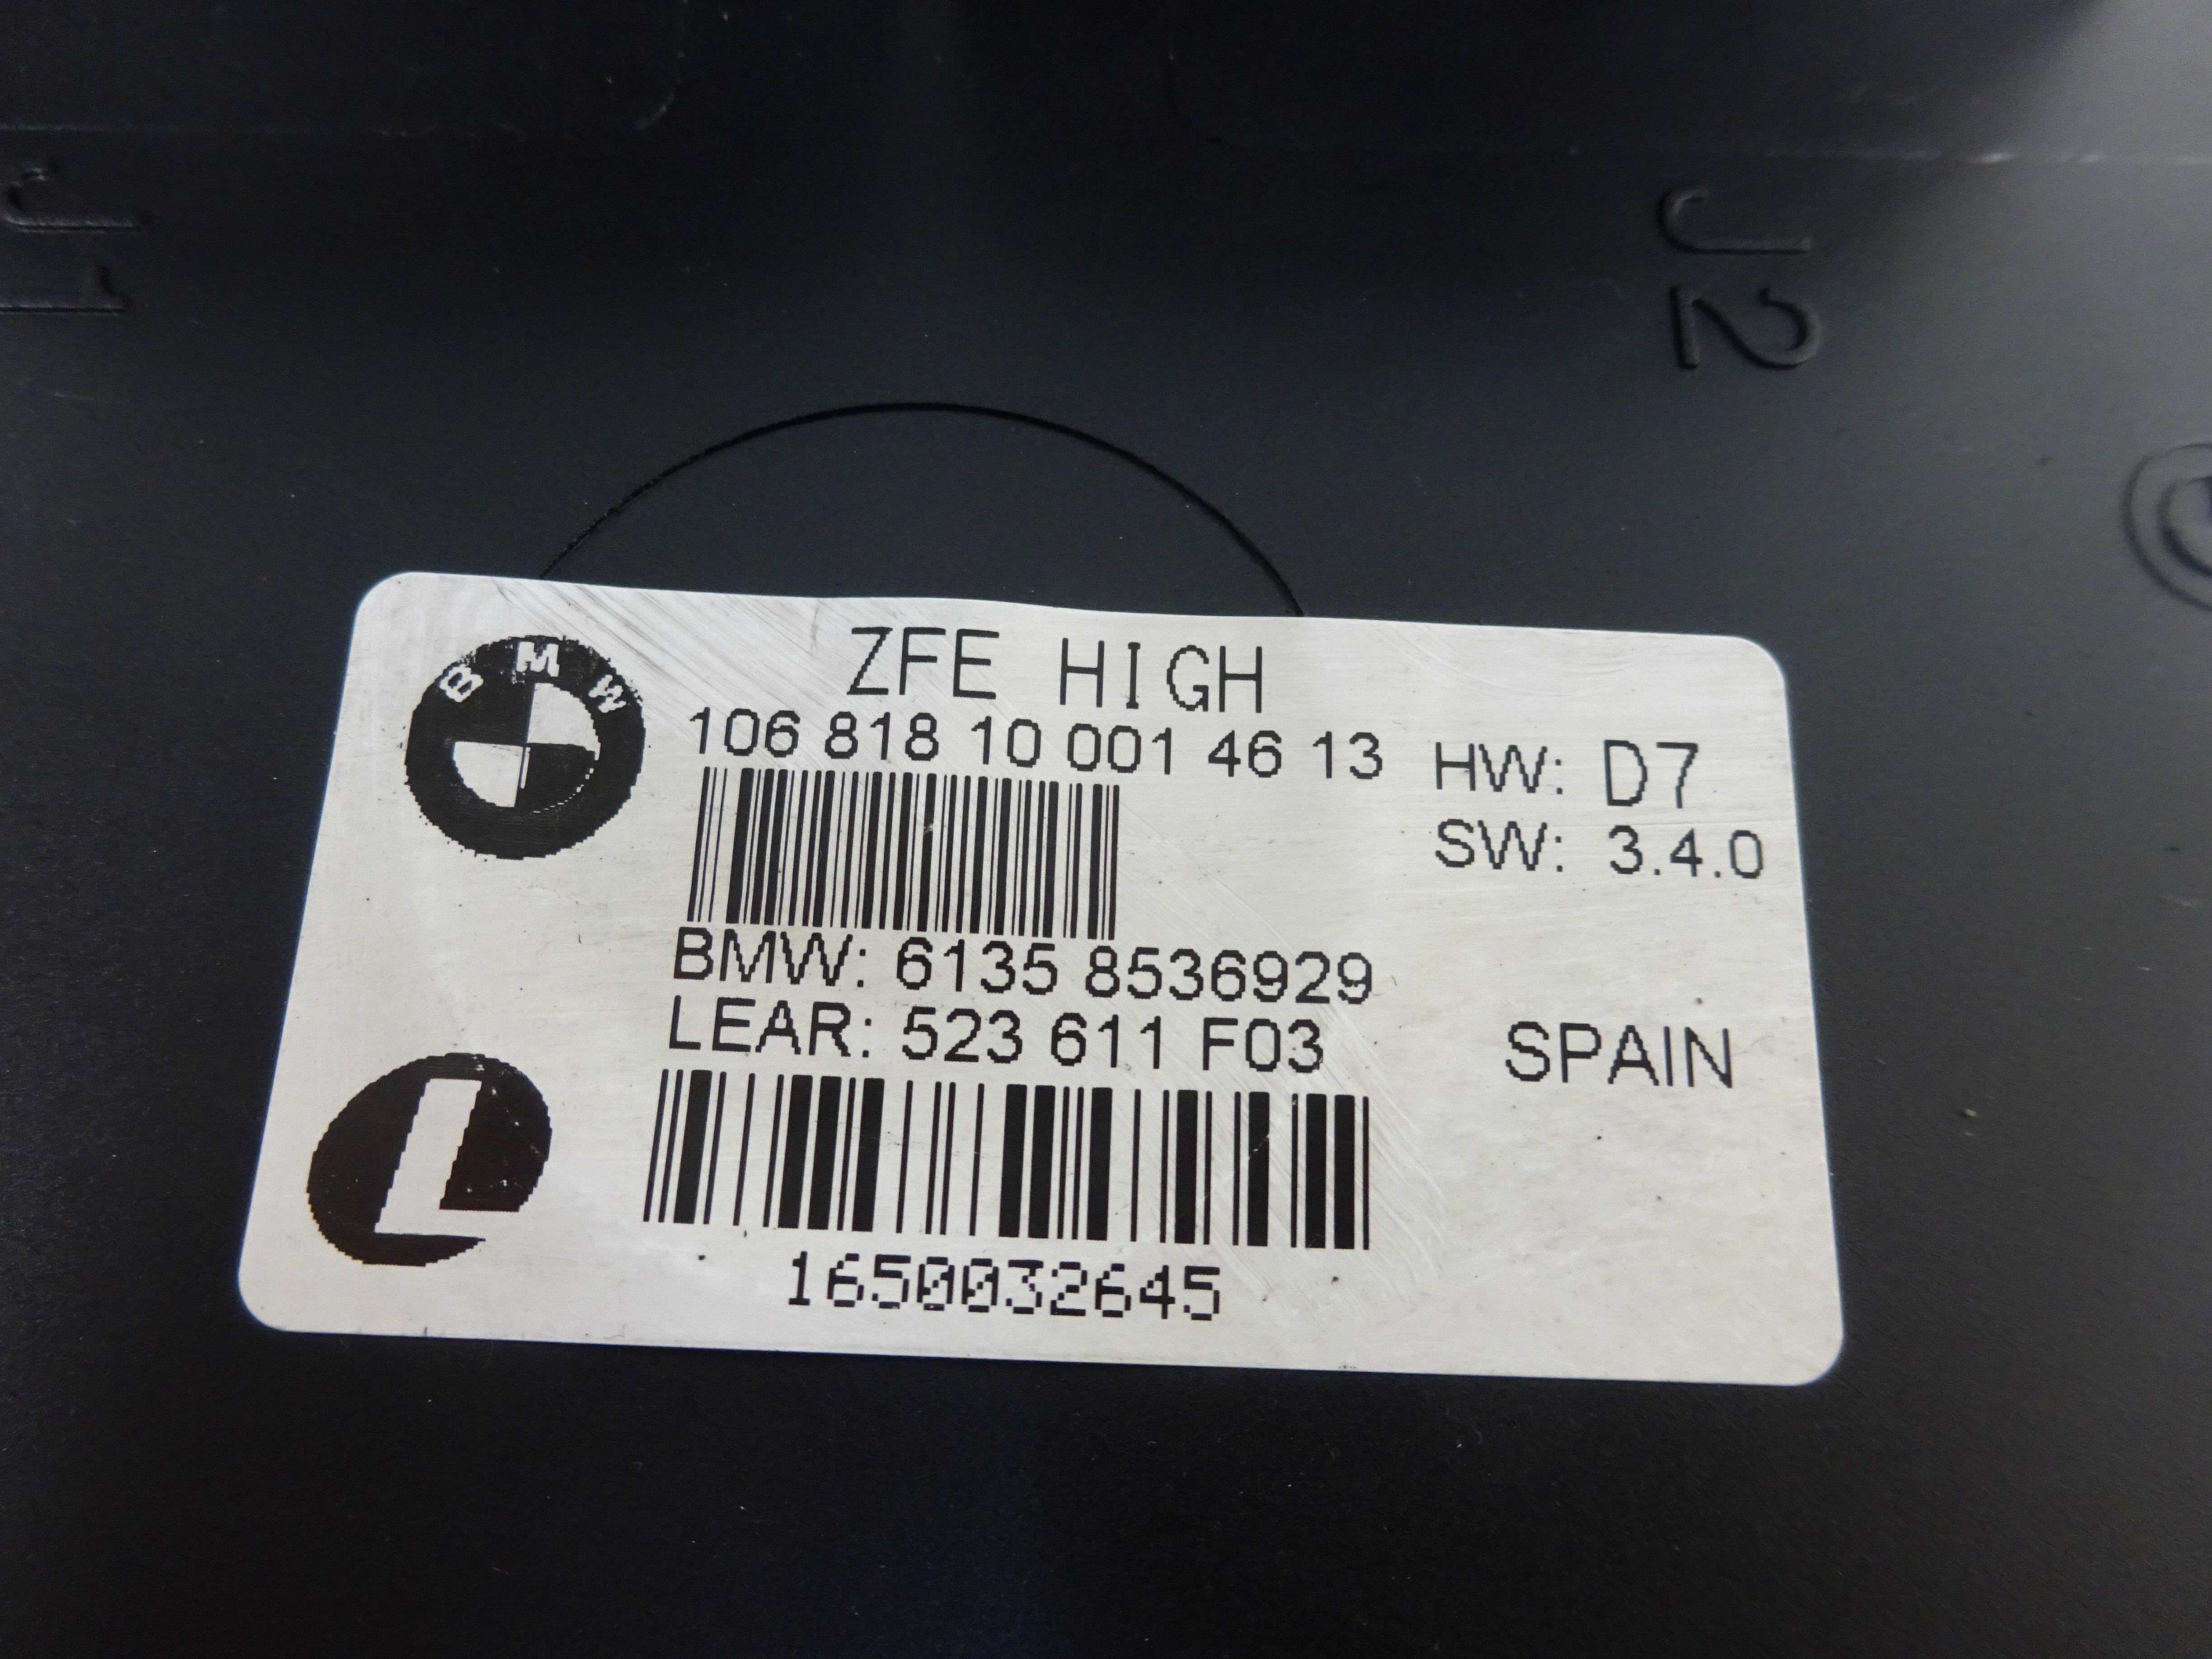 J1
J2
BMW
ZFE HIGH
106 818 10 001 46 13
HW: D7
SW: 3.4.0
BMW: 6135 8536929
LEAR: 523 611 F03
SPAIN
L
1650032645